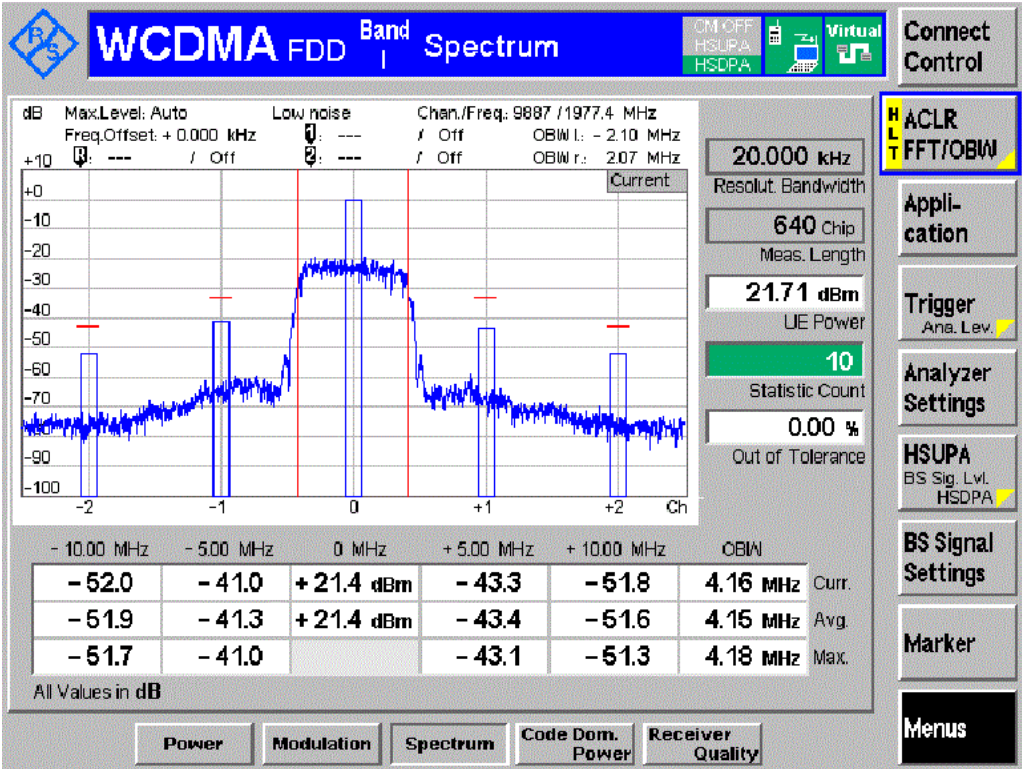 R&S
WCDMA FDD Band I Spectrum
CM OFF
HSUPA
HSDPA
Virtual
Connect
Control
dB Max.Level: Auto Low noise Chan./Freq.: 9887 / 1977.4 MHz
Freq.Offset: + 0.000 kHz 1: --- / Off OBW l.: – 2.10 MHz
R: --- / Off 2: --- / Off OBW r.: 2.07 MHz
+10
Current
+0
-10
-20
-30
-40
-50
-60
-70
-80
-90
-100
-2 -1 0 +1 +2 Ch
20.000 kHz
Resolut. Bandwidth
640 Chip
Meas. Length
21.71 dBm
UE Power
10
Statistic Count
0.00 %
Out of Tolerance
– 10.00 MHz – 5.00 MHz 0 MHz + 5.00 MHz + 10.00 MHz OBW
– 52.0 – 41.0 + 21.4 dBm – 43.3 – 51.8 4.16 MHz Curr.
– 51.9 – 41.3 + 21.4 dBm – 43.4 – 51.6 4.15 MHz Avg.
– 51.7 – 41.0 – 43.1 – 51.3 4.18 MHz Max.
All Values in dB
HLT
ACLR
FFT/OBW
Appli-
cation
Trigger
Ana. Lev.
Analyzer
Settings
HSUPA
BS Sig. Lvl.
HSDPA
BS Signal
Settings
Marker
Menus
Power
Modulation
Spectrum
Code Dom.
Power
Receiver
Quality